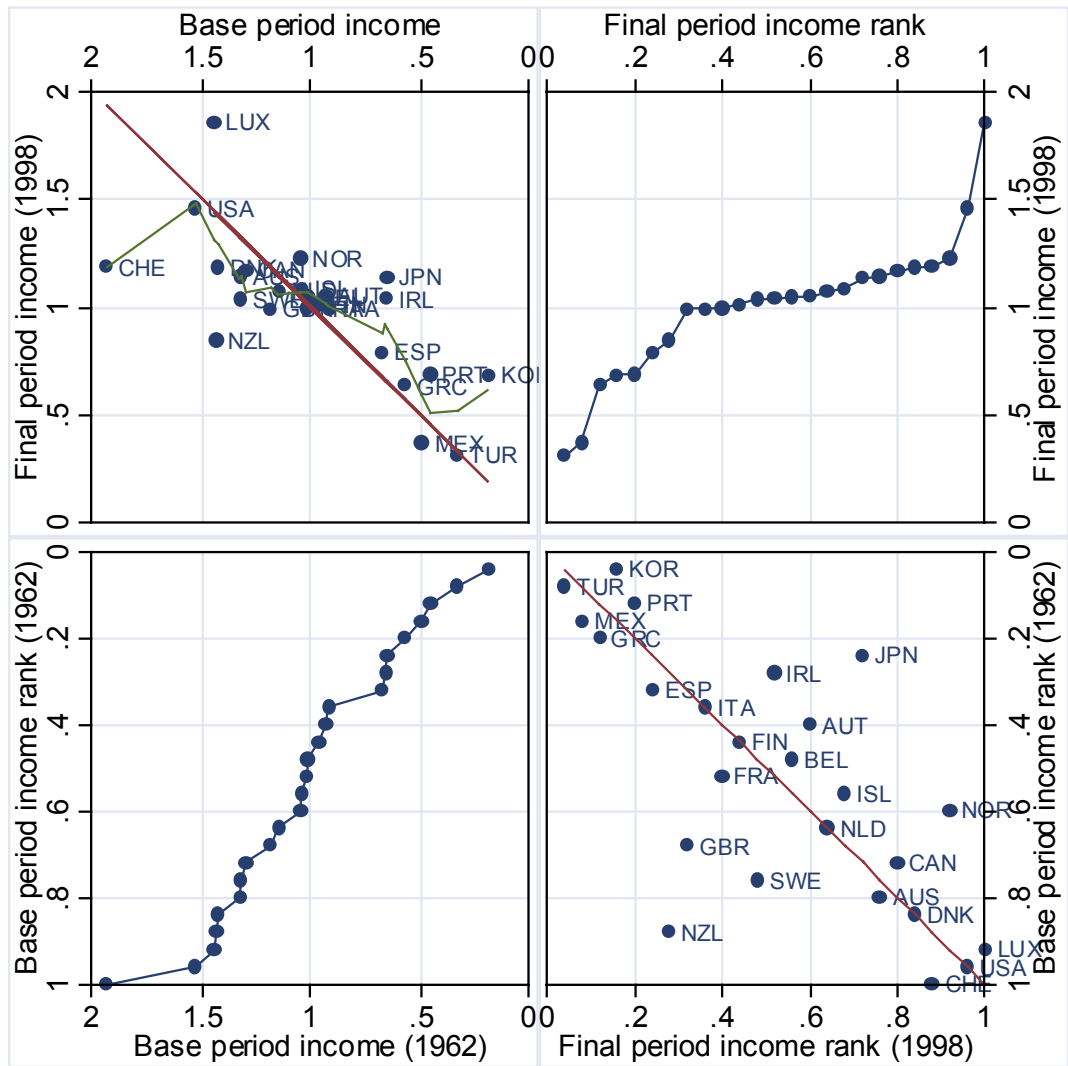 Base period income
Final period income rank
2 1.5 1 .5 0
0 .2 .4 .6 .8 1
Final period income (1998)
2
1.5
1
.5
0
LUX
USA
CHE
NOR
JPN
IRL
AUS
NZL
ESP
PRT
KOI
GRC
MEX
TUR
2
1.5
1
.5
0
Final period income (1998)
Base period income rank (1962)
0
.2
.4
.6
.8
1
2 1.5 1 .5 0
Base period income (1962)
KOR
TUR
PRT
MEX
GRC
JPN
IRL
ESP
ITA
AUT
FIN
BEL
FRA
ISL
NOR
NLD
GBR
CAN
SWE
AUS
DNK
NZL
LUX
USA
CHE
0
.2
.4
.6
.8
1
Base period income rank (1962)
0 .2 .4 .6 .8 1
Final period income rank (1998)